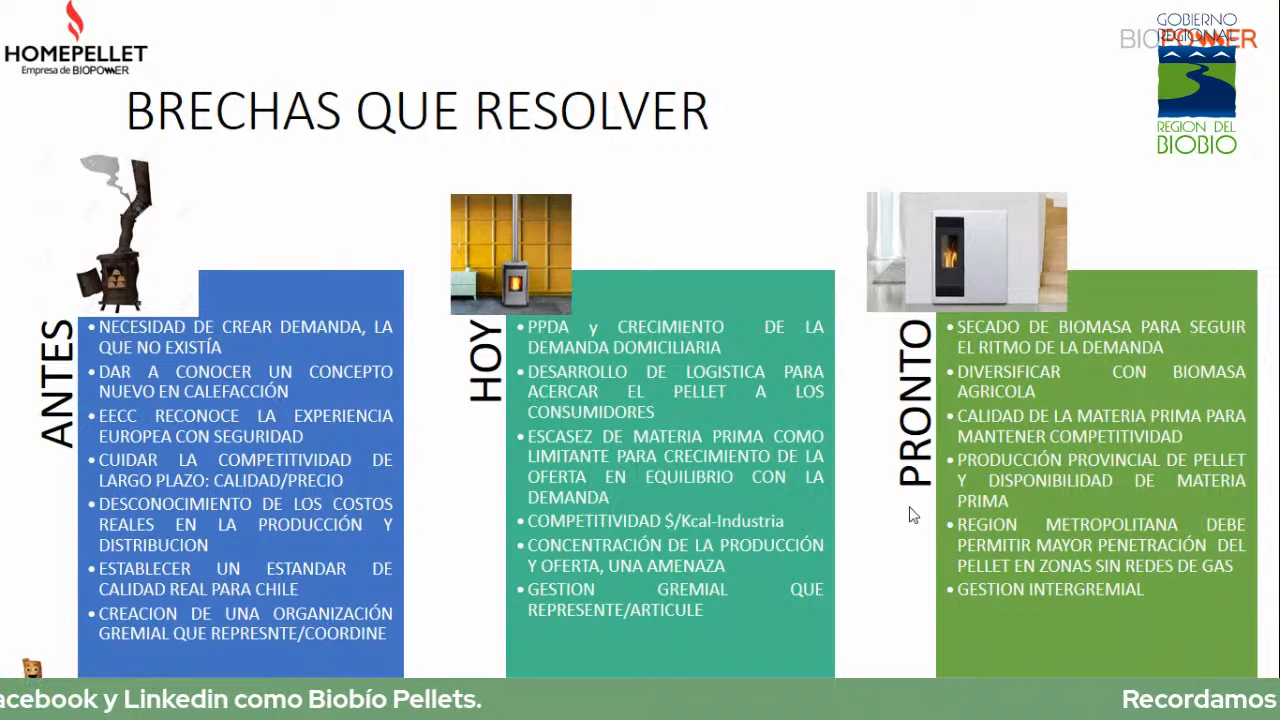 HOMEPELLET
Empresa de BIOPOWER
BIOPOWER
GOBIERNO
REGIONAL
REGION DEL
BIOBIO
BRECHAS QUE RESOLVER
ANTES
• NECESIDAD DE CREAR DEMANDA, LA
QUE NO EXISTÍA
• DAR A CONOCER UN CONCEPTO
NUEVO EN CALEFACCIÓN
• EECC RECONOCE LA EXPERIENCIA
EUROPEA CON SEGURIDAD
• CUIDAR LA COMPETITIVIDAD DE
LARGO PLAZO: CALIDAD/PRECIO
• DESCONOCIMIENTO DE LOS COSTOS
REALES EN LA PRODUCCIÓN Y
DISTRIBUCION
• ESTABLECER UN ESTANDAR DE
CALIDAD REAL PARA CHILE
• CREACION DE UNA ORGANIZACIÓN
GREMIAL QUE REPRESNTE/COORDINE
HOY
• PPDA y CRECIMIENTO DE LA
DEMANDA DOMICILIARIA
• DESARROLLO DE LOGISTICA PARA
ACERCAR EL PELLET A LOS
CONSUMIDORES
• ESCASEZ DE MATERIA PRIMA COMO
LIMITANTE PARA CRECIMIENTO DE LA
OFERTA EN EQUILIBRIO CON LA
DEMANDA
• COMPETITIVIDAD $/Kcal-Industria
• CONCENTRACIÓN DE LA PRODUCCIÓN
Y OFERTA, UNA AMENAZA
• GESTION GREMIAL QUE
REPRESENTE/ARTICULE
PRONTO
• SECADO DE BIOMASA PARA SEGUIR
EL RITMO DE LA DEMANDA
• DIVERSIFICAR CON BIOMASA
AGRICOLA
• CALIDAD DE LA MATERIA PRIMA PARA
MANTENER COMPETITIVIDAD
• PRODUCCIÓN PROVINCIAL DE PELLET
Y DISPONIBILIDAD DE MATERIA
PRIMA
• REGION METROPOLITANA DEBE
PERMITIR MAYOR PENETRACIÓN DEL
PELLET EN ZONAS SIN REDES DE GAS
• GESTION INTERGREMIAL
acebook y Linkedin como Biobío Pellets.
Recordamos